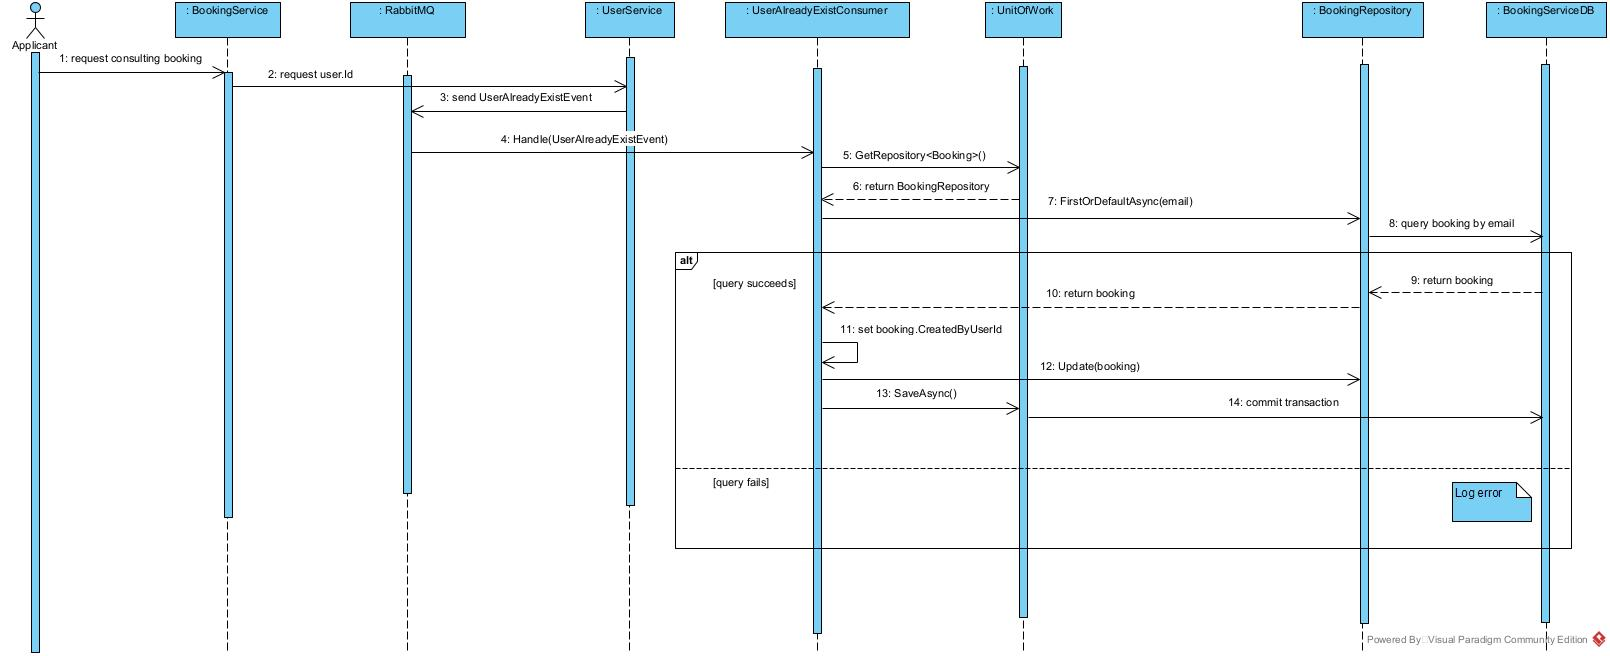 : BookingService
: RabbitMQ
: UserService
: UserAlreadyExistConsumer
: UnitOfWork
: BookingRepository
: BookingServiceDB
Applicant
1: request consulting booking
2: request user.Id
3: send UserAlreadyExistEvent
4: Handle(UserAlreadyExistEvent)
5: GetRepository<Booking>()
6: return BookingRepository
7: FirstOrDefaultAsync(email)
8: query booking by email
alt
[query succeeds]
9: return booking
10: return booking
11: set booking.CreatedByUserId
12: Update(booking)
13: SaveAsync()
14: commit transaction
[query fails]
Log error
Powered By Visual Paradigm Community Edition